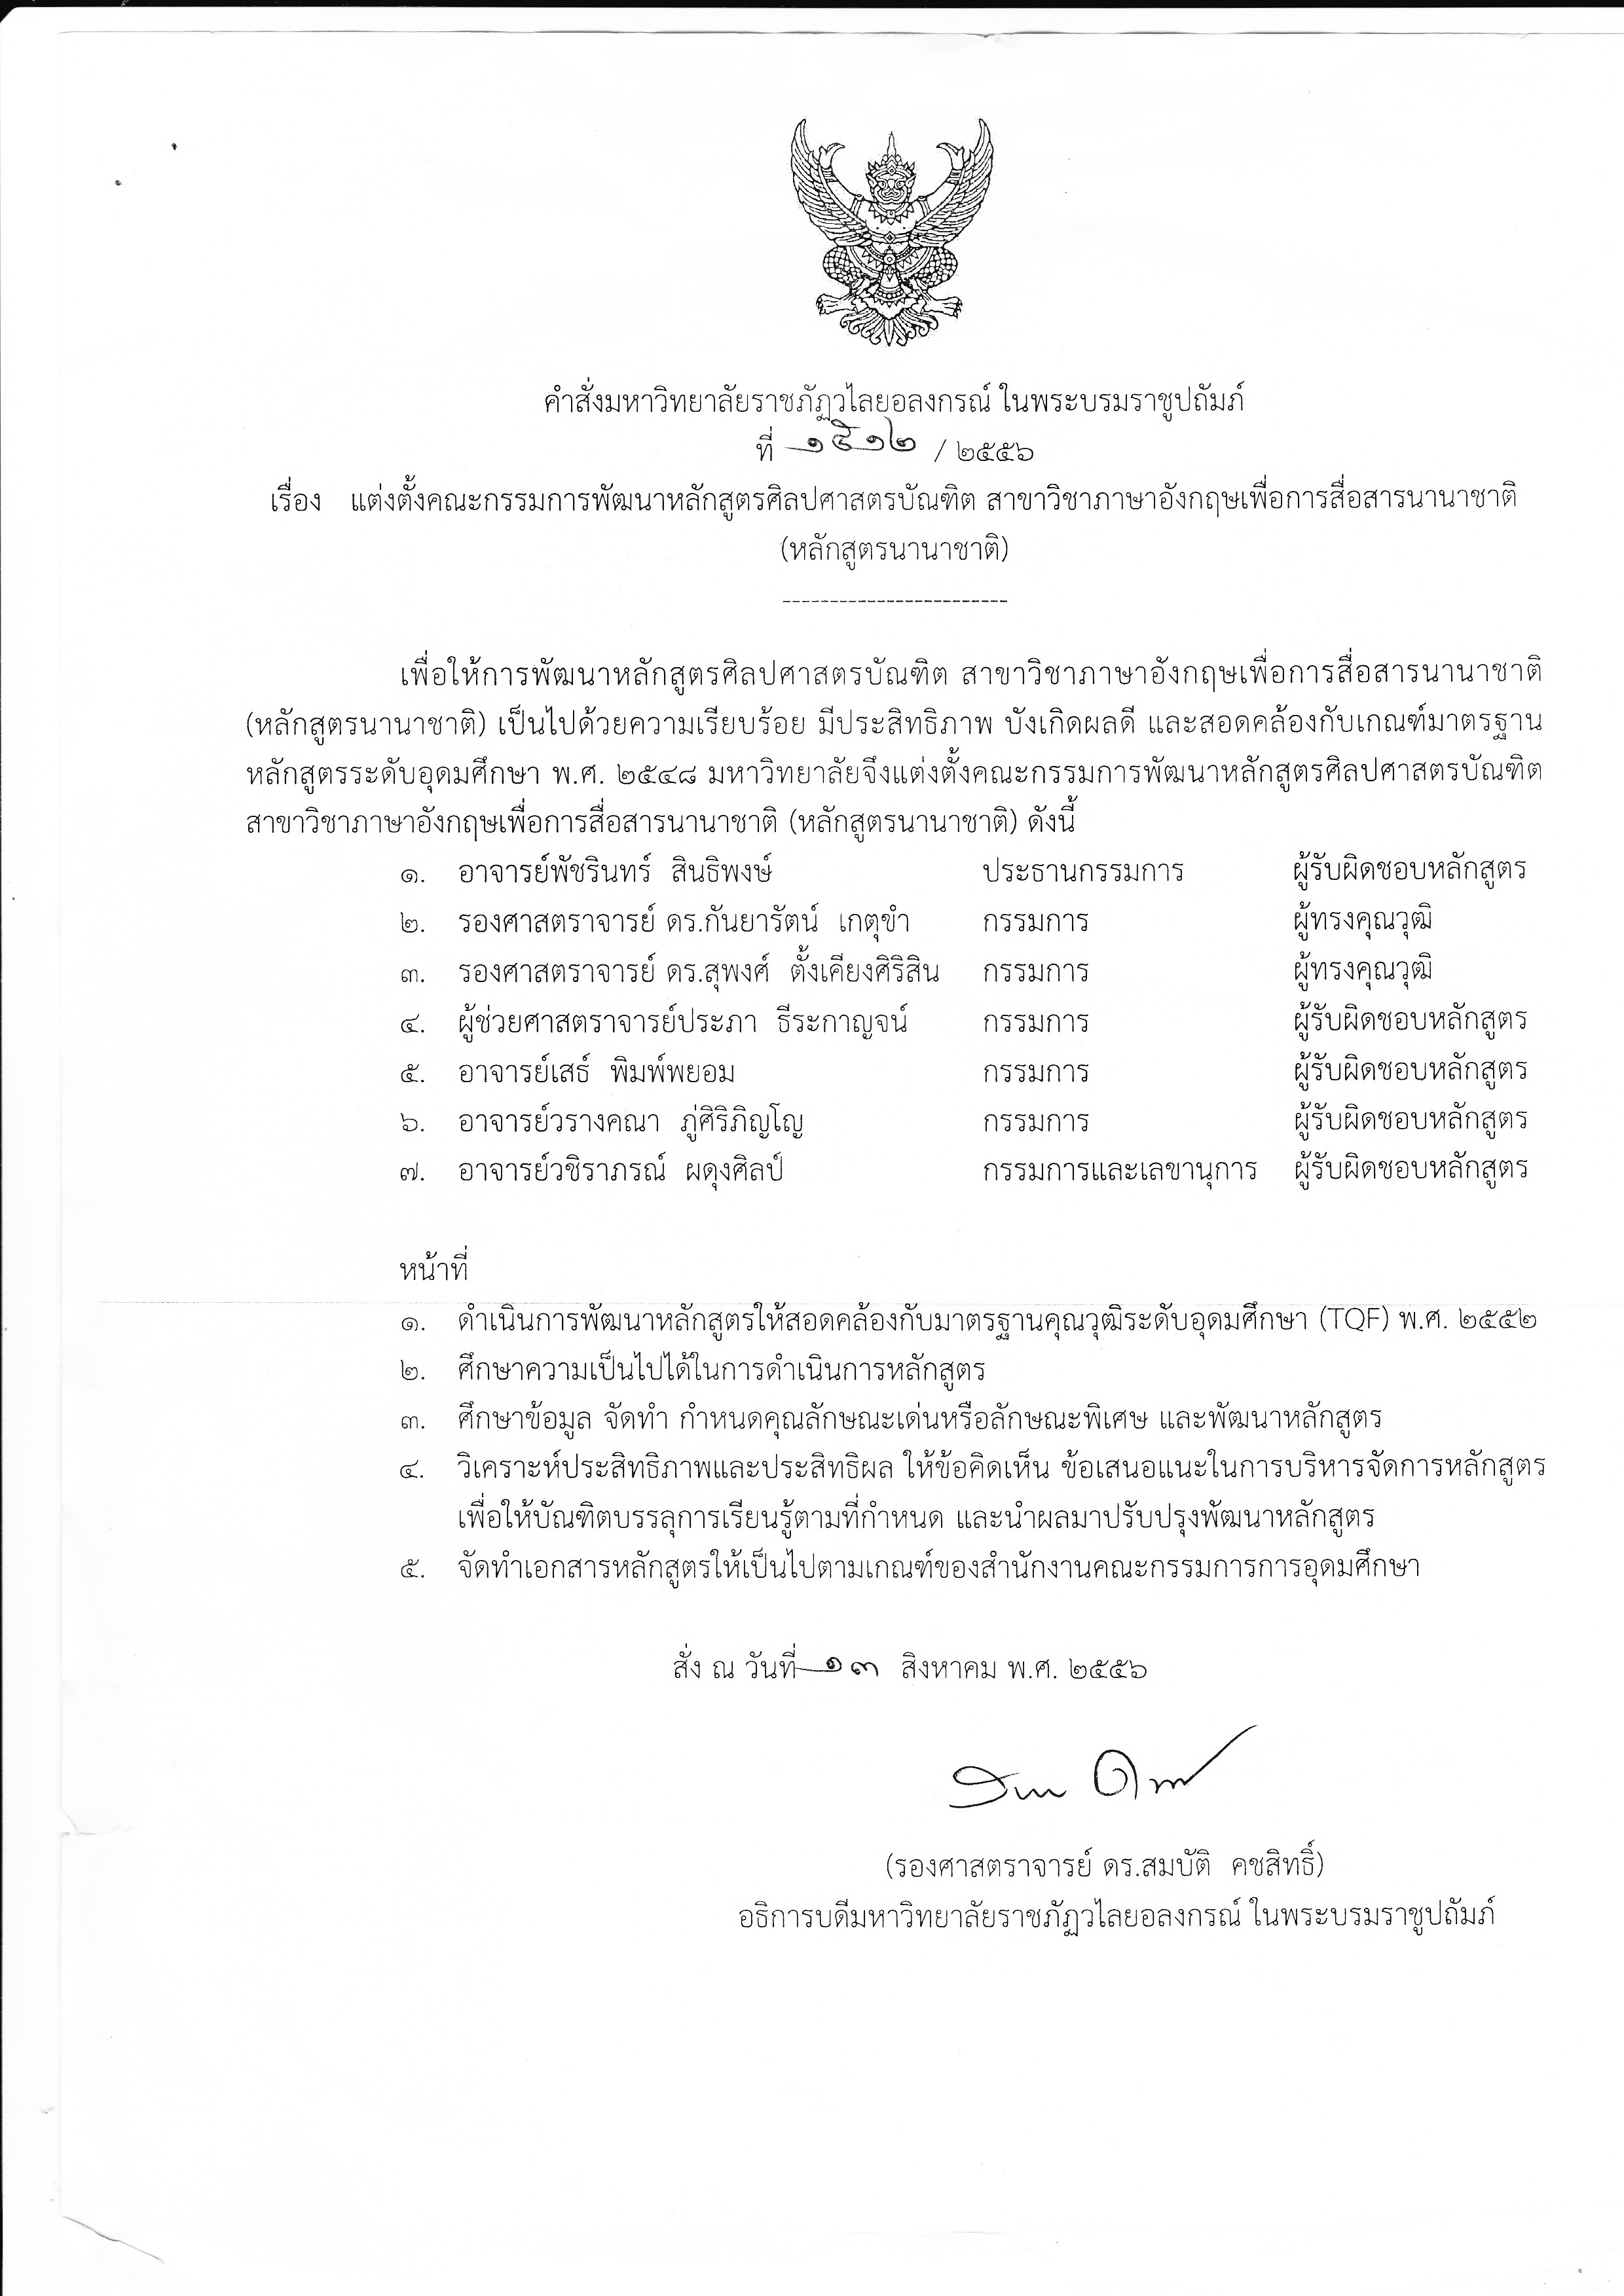 คำสั่งมหาวิทยาลัยราชภัฏวไลยอลงกรณ์ ในพระบรมราชูปถัมภ์
ที่ ๑๕๑๒ / ๒๕๕๖
เรื่อง แต่งตั้งคณะกรรมการพัฒนาหลักสูตรศิลปศาสตรบัณฑิต สาขาวิชาภาษาอังกฤษเพื่อการสื่อสารนานาชาติ
(หลักสูตรนานาชาติ)
------------------------
เพื่อให้การพัฒนาหลักสูตรศิลปศาสตรบัณฑิต สาขาวิชาภาษาอังกฤษเพื่อการสื่อสารนานาชาติ
(หลักสูตรนานาชาติ) เป็นไปด้วยความเรียบร้อย มีประสิทธิภาพ บังเกิดผลดี และสอดคล้องกับเกณฑ์มาตรฐาน
หลักสูตรระดับอุดมศึกษา พ.ศ. ๒๕๔๘ มหาวิทยาลัยจึงแต่งตั้งคณะกรรมการพัฒนาหลักสูตรศิลปศาสตรบัณฑิต
สาขาวิชาภาษาอังกฤษเพื่อการสื่อสารนานาชาติ (หลักสูตรนานาชาติ) ดังนี้
๑. อาจารย์พัชรินทร์ สินธิพงษ์ ประธานกรรมการ ผู้รับผิดชอบหลักสูตร
๒. รองศาสตราจารย์ ดร.กันยารัตน์ เกตุขำ กรรมการ ผู้ทรงคุณวุฒิ
๓. รองศาสตราจารย์ ดร.สุพงศ์ ตั้งเคียงศิริสิน กรรมการ ผู้ทรงคุณวุฒิ
๔. ผู้ช่วยศาสตราจารย์ประภา ธีระกาญจน์ กรรมการ ผู้รับผิดชอบหลักสูตร
๕. อาจารย์เสธ์ พิมพ์พยอม กรรมการ ผู้รับผิดชอบหลักสูตร
๖. อาจารย์วรางคณา ภู่ศิริภิญโญ กรรมการ ผู้รับผิดชอบหลักสูตร
๗. อาจารย์วชิราภรณ์ ผดุงศิลป์ กรรมการและเลขานุการ ผู้รับผิดชอบหลักสูตร
หน้าที่
๑. ดำเนินการพัฒนาหลักสูตรให้สอดคล้องกับมาตรฐานคุณวุฒิระดับอุดมศึกษา (TQF) พ.ศ. ๒๕๕๒
๒. ศึกษาความเป็นไปได้ในการดำเนินการหลักสูตร
๓. ศึกษาข้อมูล จัดทำ กำหนดคุณลักษณะเด่นหรือลักษณะพิเศษ และพัฒนาหลักสูตร
๔. วิเคราะห์ประสิทธิภาพและประสิทธิผล ให้ข้อคิดเห็น ข้อเสนอแนะในการบริหารจัดการหลักสูตร
เพื่อให้บัณฑิตบรรลุการเรียนรู้ตามที่กำหนด และนำผลมาปรับปรุงพัฒนาหลักสูตร
๕. จัดทำเอกสารหลักสูตรให้เป็นไปตามเกณฑ์ของสำนักงานคณะกรรมการการอุดมศึกษา
สั่ง ณ วันที่ ๑๓ สิงหาคม พ.ศ. ๒๕๕๖
(รองศาสตราจารย์ ดร.สมบัติ คชสิทธิ์)
อธิการบดีมหาวิทยาลัยราชภัฏวไลยอลงกรณ์ ในพระบรมราชูปถัมภ์